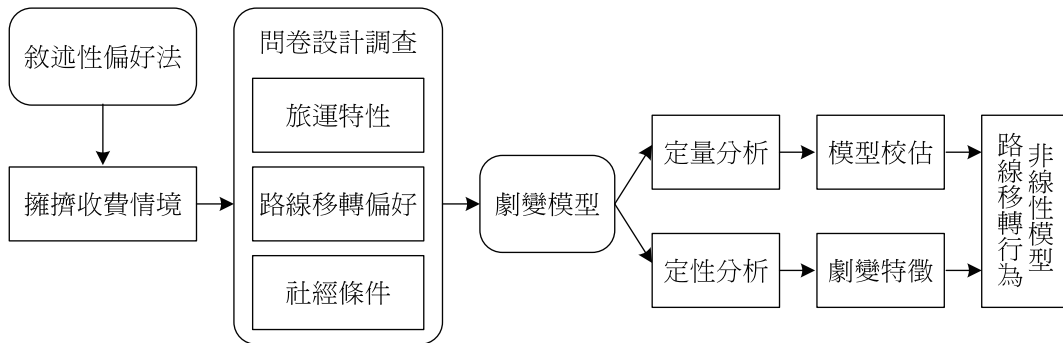 敘述性偏好法
擁擠收費情境
問卷設計調查
旅運特性
路線移轉偏好
社經條件
劇變模型
定量分析
模型校估
定性分析
劇變特徵
非線性模型
路線移轉行為